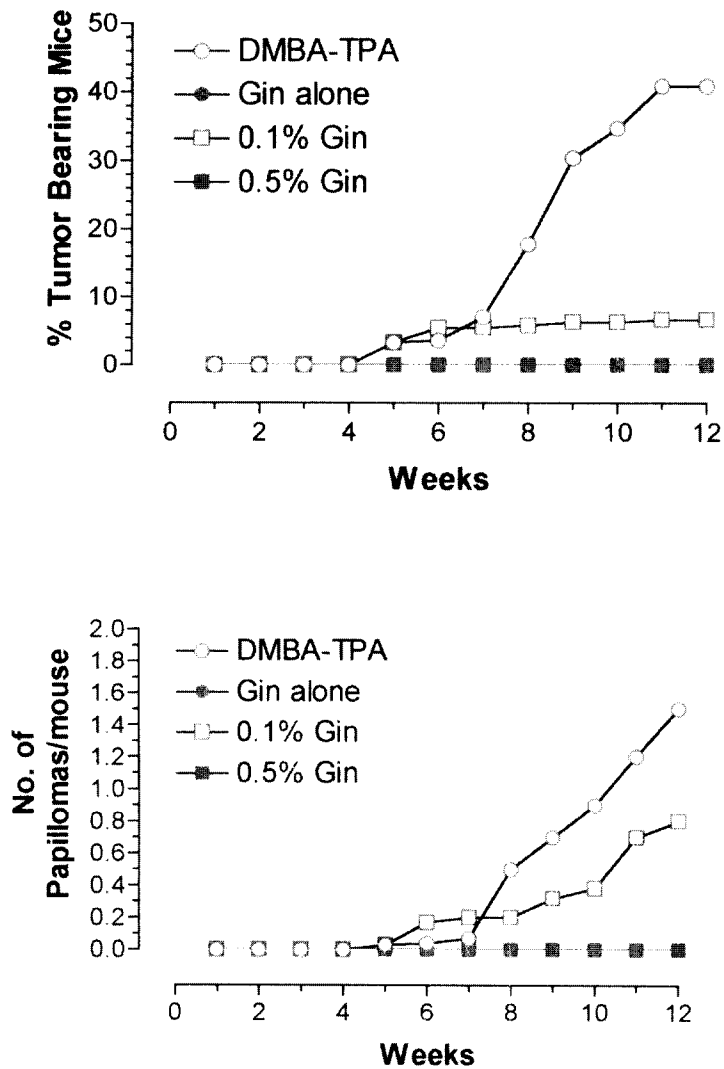 50
40
30
20
10
0
% Tumor Bearing Mice
DMBA-TPA
Gin alone
0.1% Gin
0.5% Gin
0 2 4 6 8 10 12
Weeks
2.0
1.8
1.6
1.4
1.2
1.0
0.8
0.6
0.4
0.2
0.0
No. of
Papillomas/mouse
DMBA-TPA
Gin alone
0.1% Gin
0.5% Gin
0 2 4 6 8 10 12
Weeks